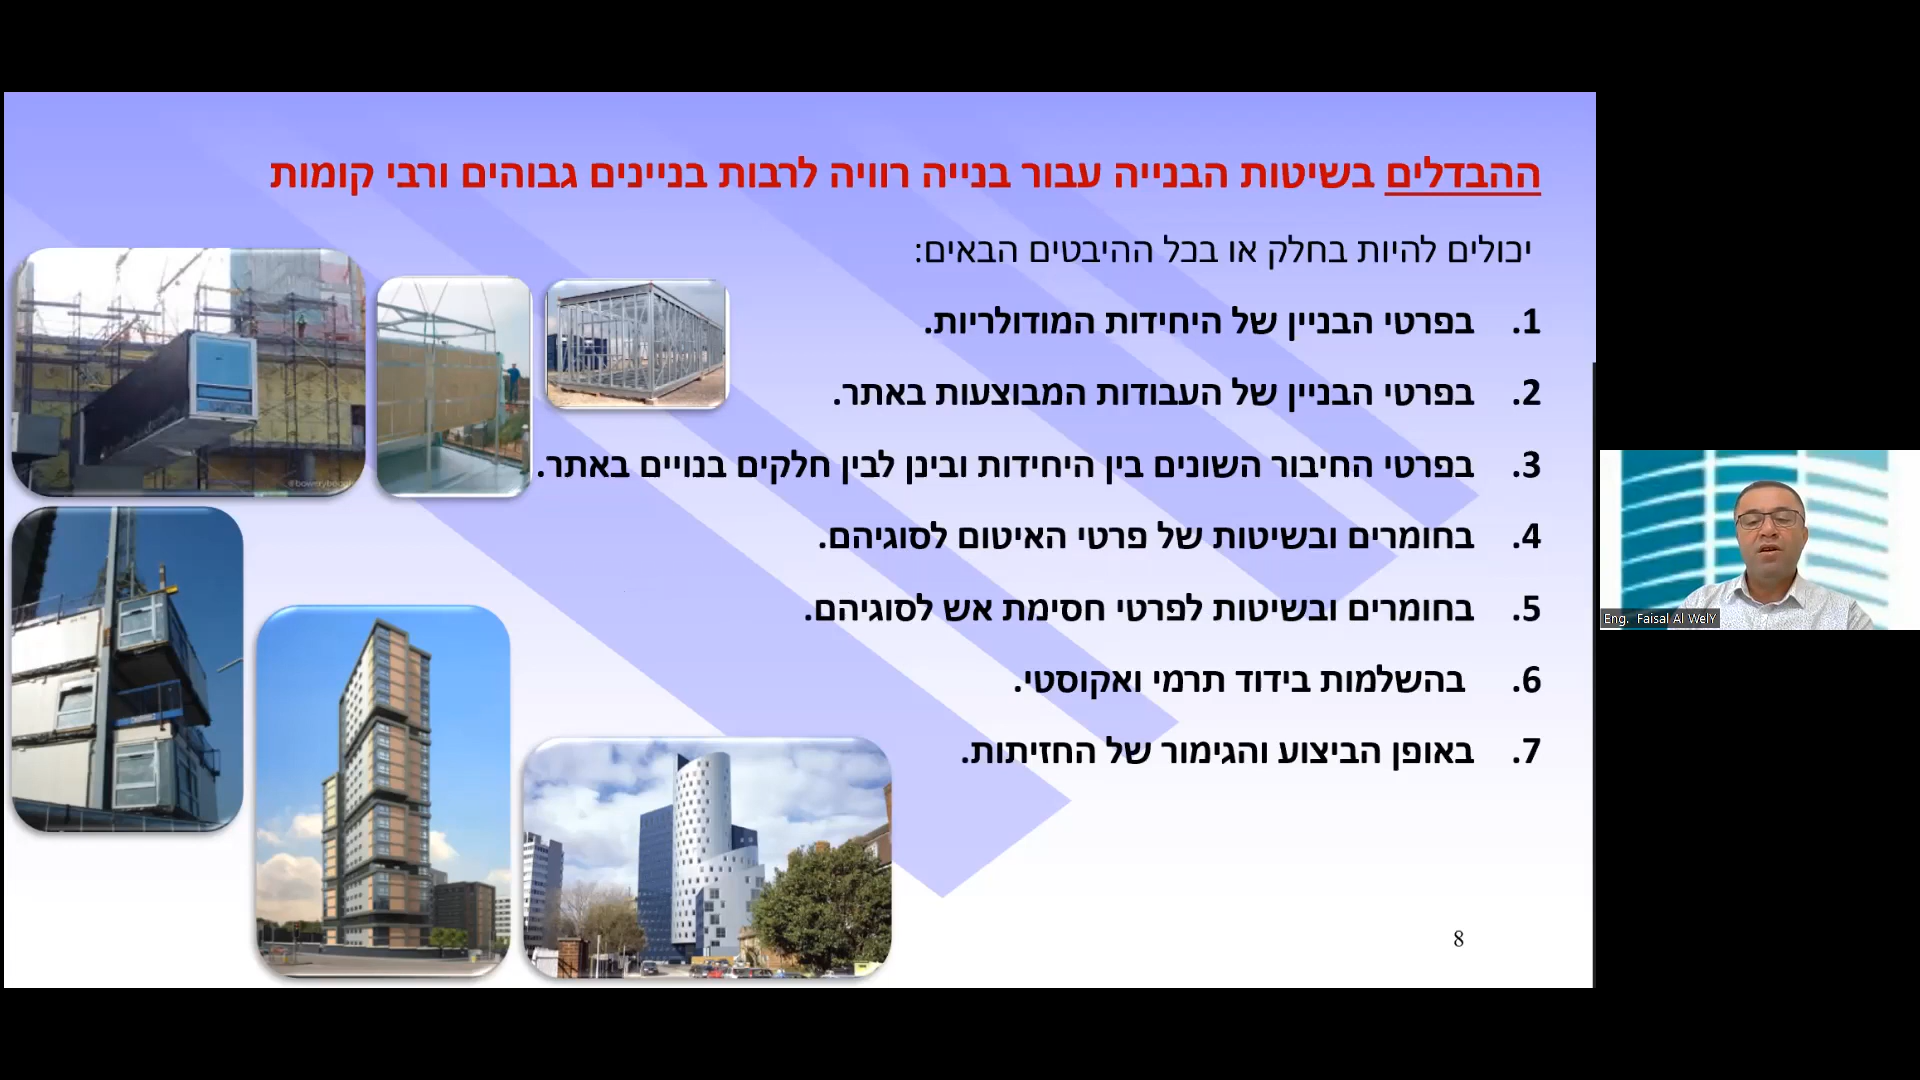 ההבדלים בשיטות הבנייה עבור בנייה רוויה לרבות בניינים גבוהים ורבי קומות
יכולים להיות בחלק או בכל ההיבטים הבאים:
1. בפרטי הבניין של היחידות המודולריות.
2. בפרטי הבניין של העבודות המבוצעות באתר.
3. בפרטי החיבור השונים בין היחידות ובינן לבין חלקים בנויים באתר.
4. בחומרים ובשיטות של פרטי האיטום לסוגיהם.
5. בחומרים ובשיטות לפרטי חסימת אש לסוגיהם.
6. בהשלמות בידוד תרמי ואקוסטי.
7. באופן הביצוע והגימור של החזיתות.
8
Eng. Faisal Al WelY